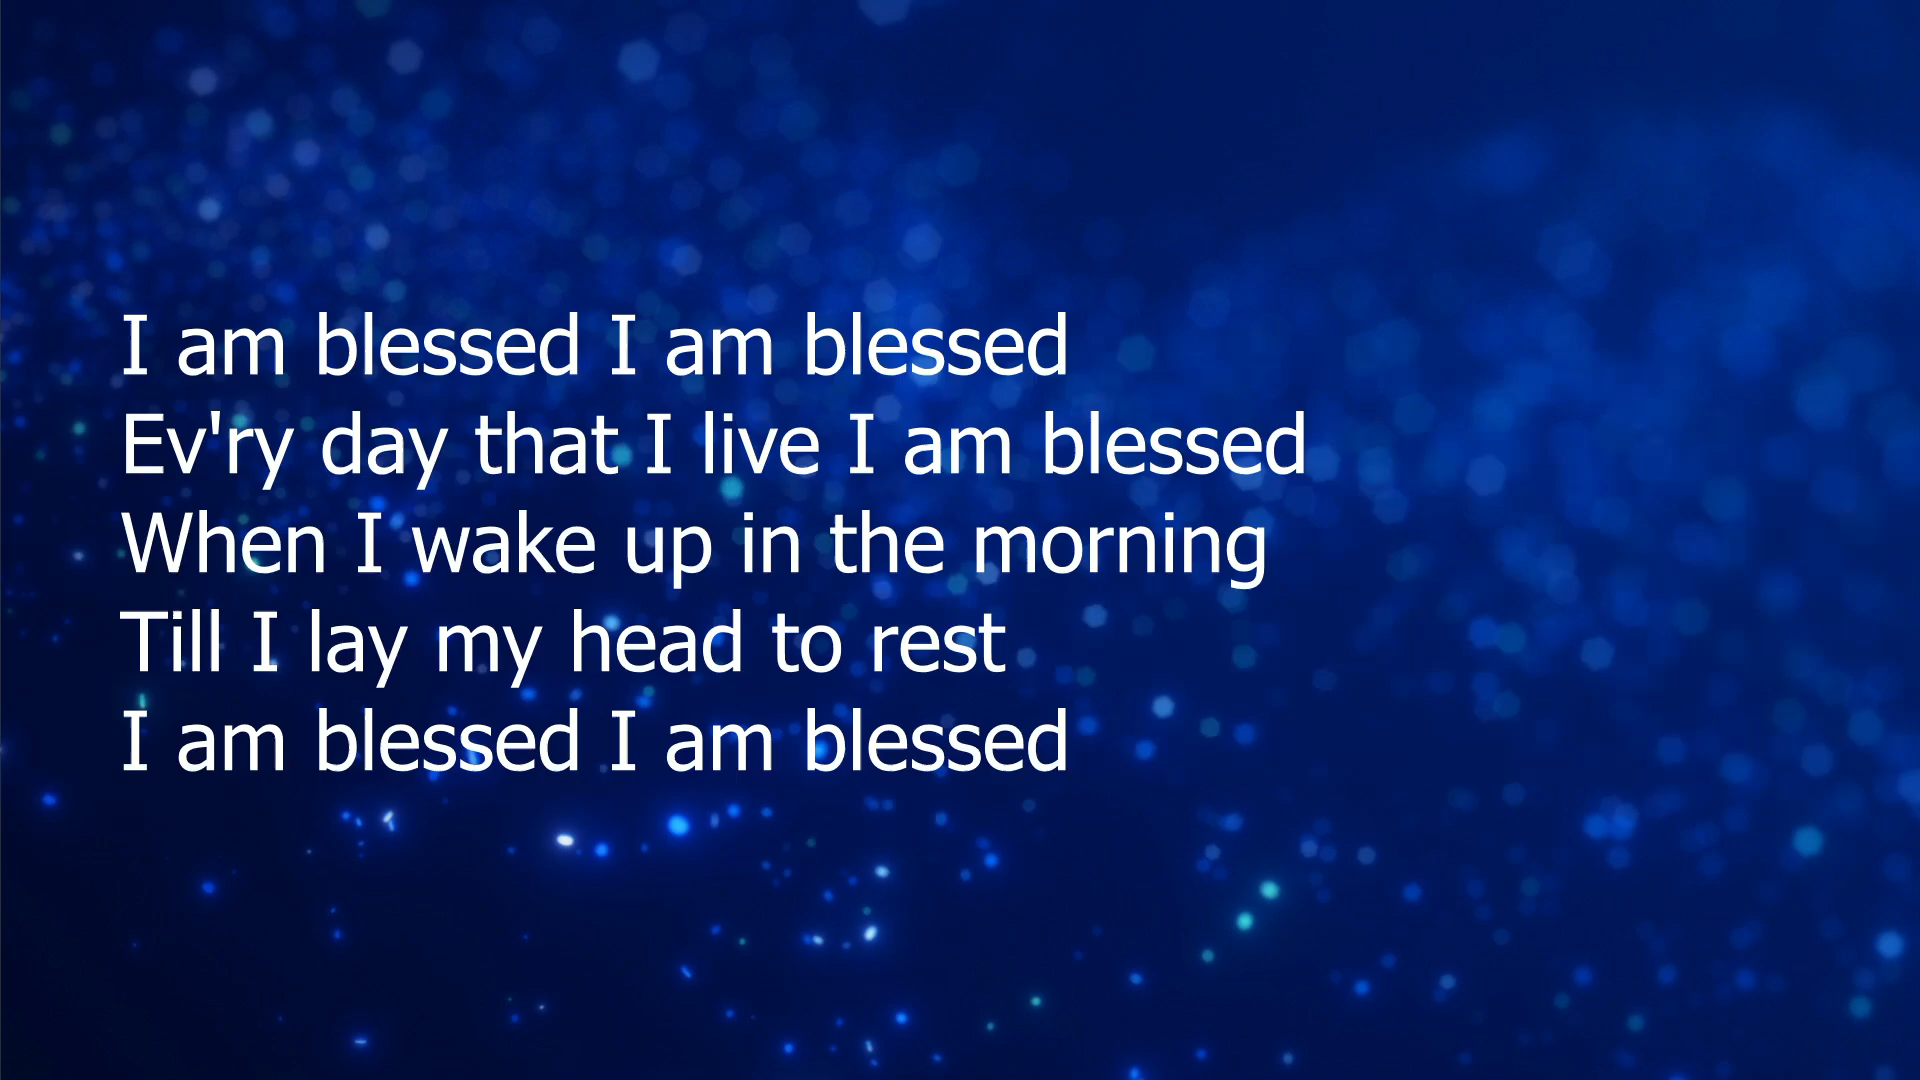 I am blessed I am blessed
Ev'ry day that I live I am blessed
When I wake up in the morning
Till I lay my head to rest
I am blessed I am blessed